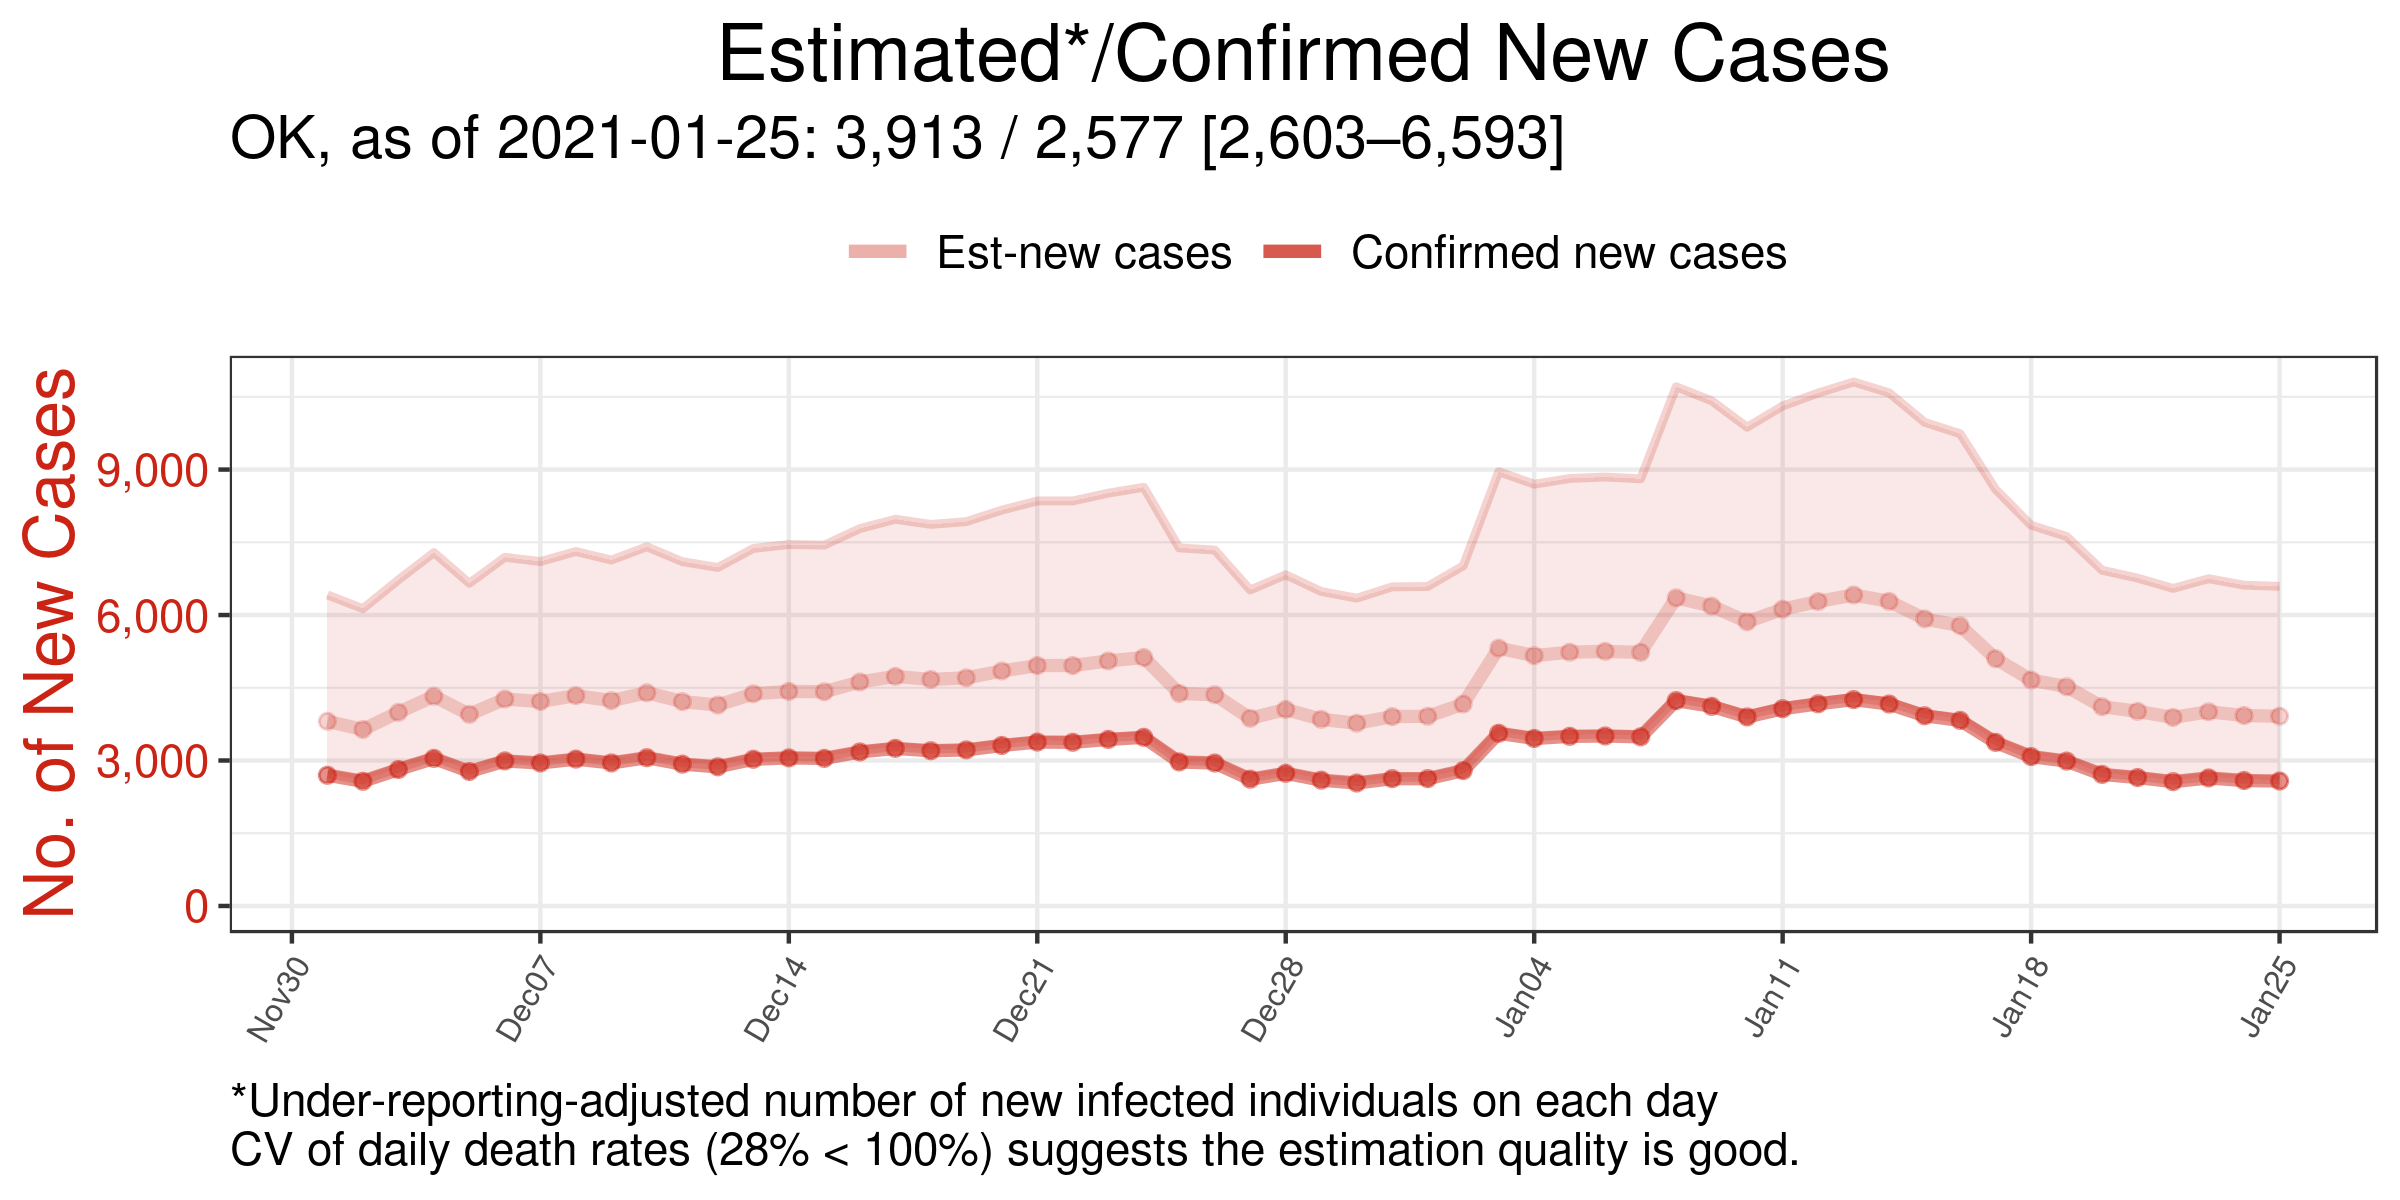 Estimated*/Confirmed New Cases
OK, as of 2021-01-25: 3,913 / 2,577 [2,603–6,593]
Est-new cases
Confirmed new cases
No. of New Cases
9,000
6,000
3,000
0
Nov30
Dec07
Dec14
Dec21
Dec28
Jan04
Jan11
Jan18
Jan25
*Under-reporting-adjusted number of new infected individuals on each day
CV of daily death rates (28% < 100%) suggests the estimation quality is good.